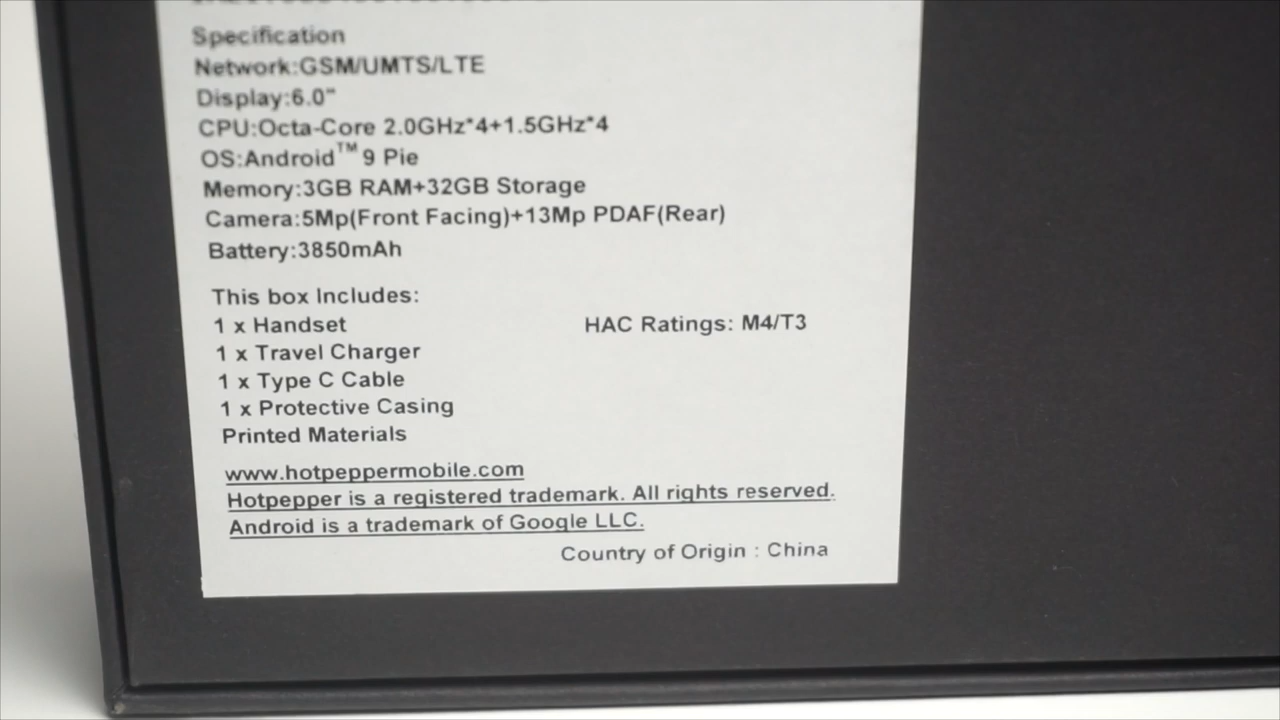 Specification
Network:GSM/UMTS/LTE
Display:6.0"
CPU:Octa-Core 2.0GHz*4+1.5GHz*4
OS:Android™ 9 Pie
Memory:3GB RAM+32GB Storage
Camera:5Mp(Front Facing)+13Mp PDAF(Rear)
Battery:3850mAh
This box Includes:
1 x Handset HAC Ratings: M4/T3
1 x Travel Charger
1 x Type C Cable
1 x Protective Casing
Printed Materials
www.hotpeppermobile.com
Hotpepper is a registered trademark. All rights reserved.
Android is a trademark of Google LLC.
Country of Origin : China